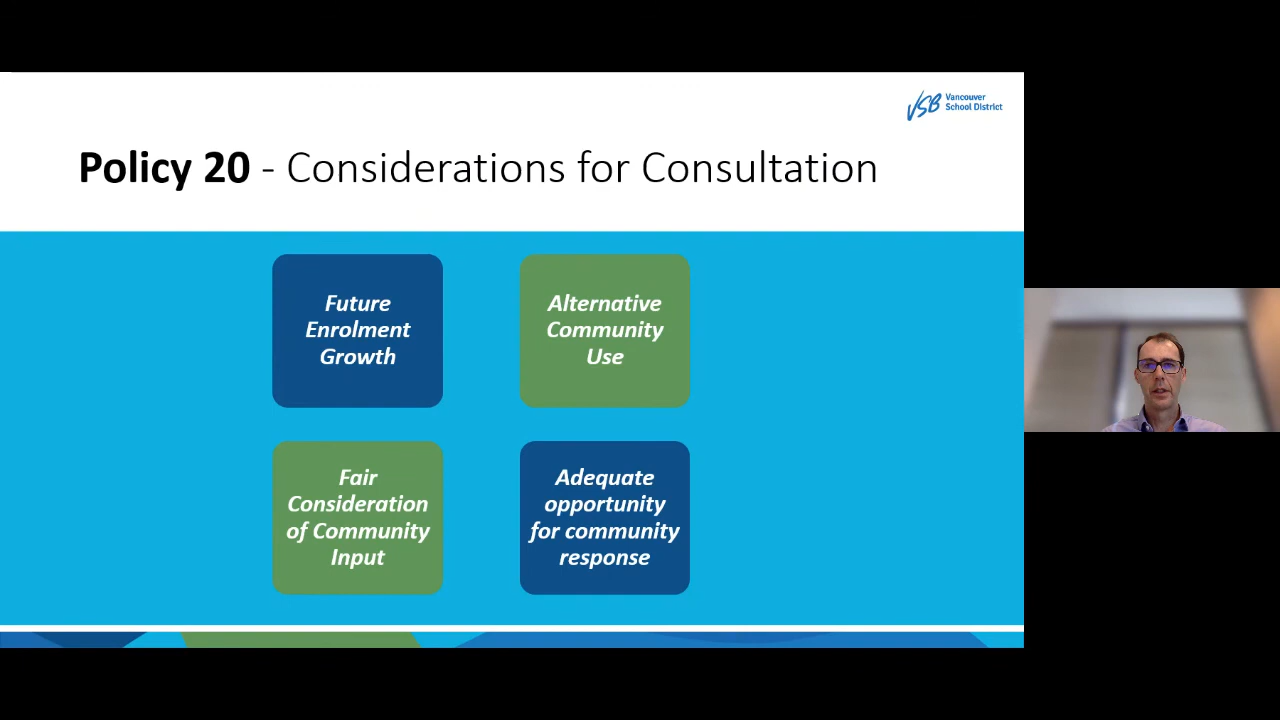 VSB Vancouver
School District
Policy 20 - Considerations for Consultation
Future
Enrolment
Growth
Alternative
Community
Use
Fair
Consideration
of Community
Input
Adequate
opportunity
for community
response